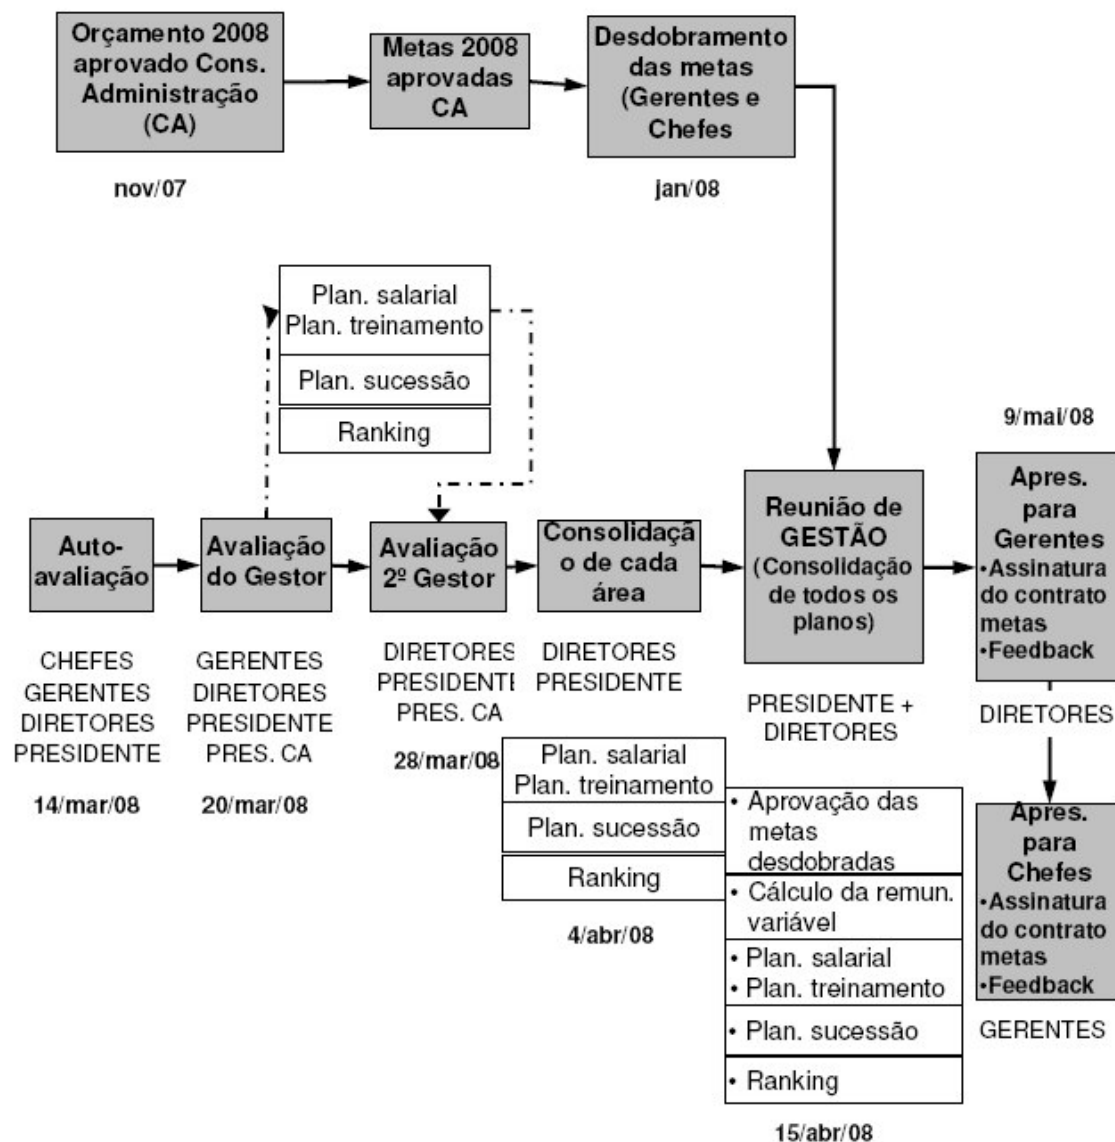 Orçamento 2008
aprovado Cons.
Administração
(CA)
nov/07
Metas 2008
aprovadas
CA
Desdobramento
das metas
(Gerentes e
Chefes
jan/08
Plan. salarial
Plan. treinamento
Plan. sucessão
Ranking
Auto-
avaliação
CHEFES
GERENTES
DIRETORES
PRESIDENTE
14/mar/08
Avaliação
do Gestor
GERENTES
DIRETORES
PRESIDENTE
PRES. CA
20/mar/08
Avaliação
2º Gestor
DIRETORES
PRESIDENTE
PRES. CA
28/mar/08
Consolidaçã
o de cada
área
DIRETORES
PRESIDENTE
Plan. salarial
Plan. treinamento
Plan. sucessão
Ranking
4/abr/08
Reunião de
GESTÃO
(Consolidação
de todos os
planos)
PRESIDENTE +
DIRETORES
• Aprovação das
metas
desdobradas
• Cálculo da remun.
variável
• Plan. salarial
• Plan. treinamento
• Plan. sucessão
• Ranking
15/abr/08
9/mai/08
Apres.
para
Gerentes
•Assinatura
do contrato
metas
•Feedback
DIRETORES
Apres.
para
Chefes
•Assinatura
do contrato
metas
•Feedback
GERENTES